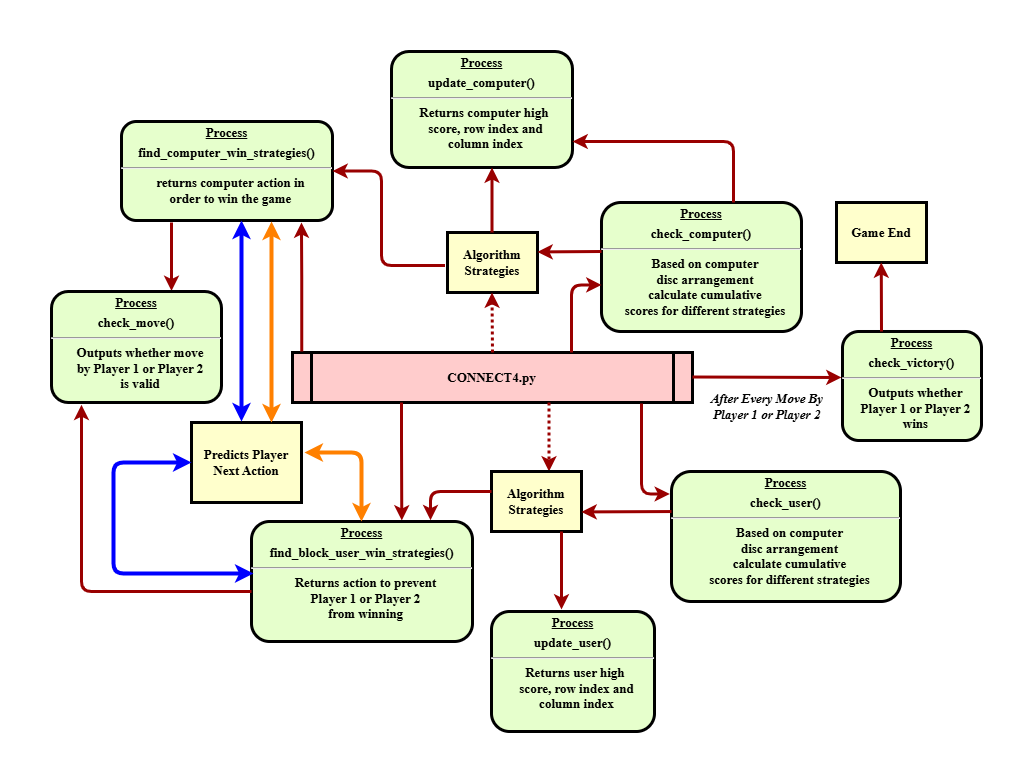 Process
update_computer()
Returns computer high
score, row index and
column index
Process
find_computer_win_strategies()
returns computer action in
order to win the game
Process
check_computer()
Based on computer
disc arrangement
calculate cumulative
scores for different strategies
Game End
Algorithm
Strategies
Process
check_move()
Outputs whether move
by Player 1 or Player 2
is valid
CONNECT4.py
After Every Move By
Player 1 or Player 2
Process
check_victory()
Outputs whether
Player 1 or Player 2
wins
Predicts Player
Next Action
Algorithm
Strategies
Process
check_user()
Based on computer
disc arrangement
calculate cumulative
scores for different strategies
Process
find_block_user_win_strategies()
Returns action to prevent
Player 1 or Player 2
from winning
Process
update_user()
Returns user high
score, row index and
column index